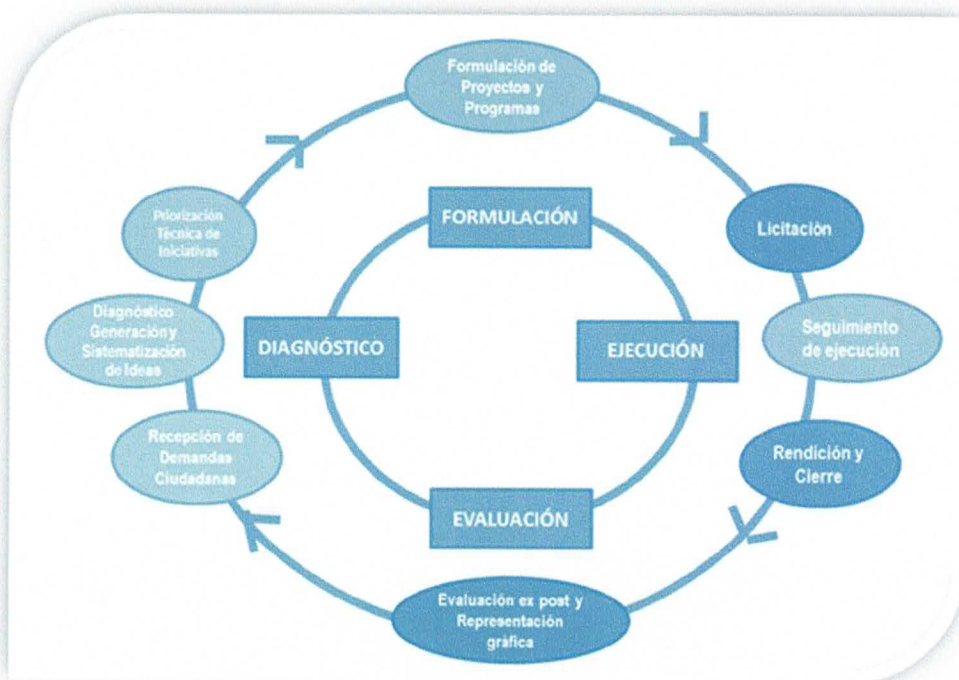 Formulación de
Proyectos y
Programas
Priorización
Técnica de
Iniciativas
FORMULACIÓN
Licitación
Diagnóstico
Generación y
Sistematización
de Ideas
DIAGNÓSTICO
EJECUCIÓN
Seguimiento
de ejecución
Recepción de
Demandas
Ciudadanas
Rendición y
Cierre
EVALUACIÓN
Evaluación ex post y
Representación
gráfica